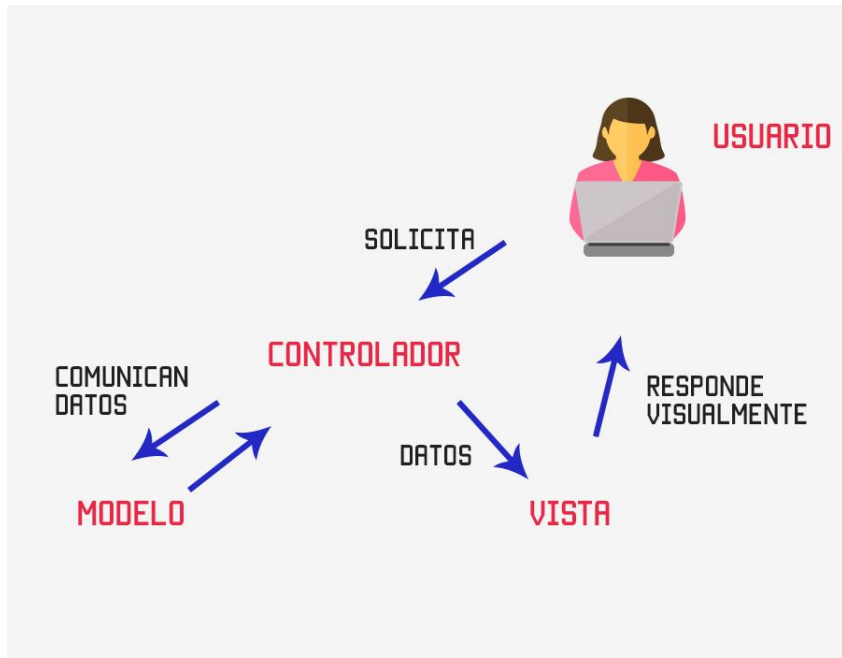 USUARIO
SOLICITA
CONTROLADOR
COMUNICAN
DATOS
RESPONDE
VISUALMENTE
DATOS
MODELO
VISTA